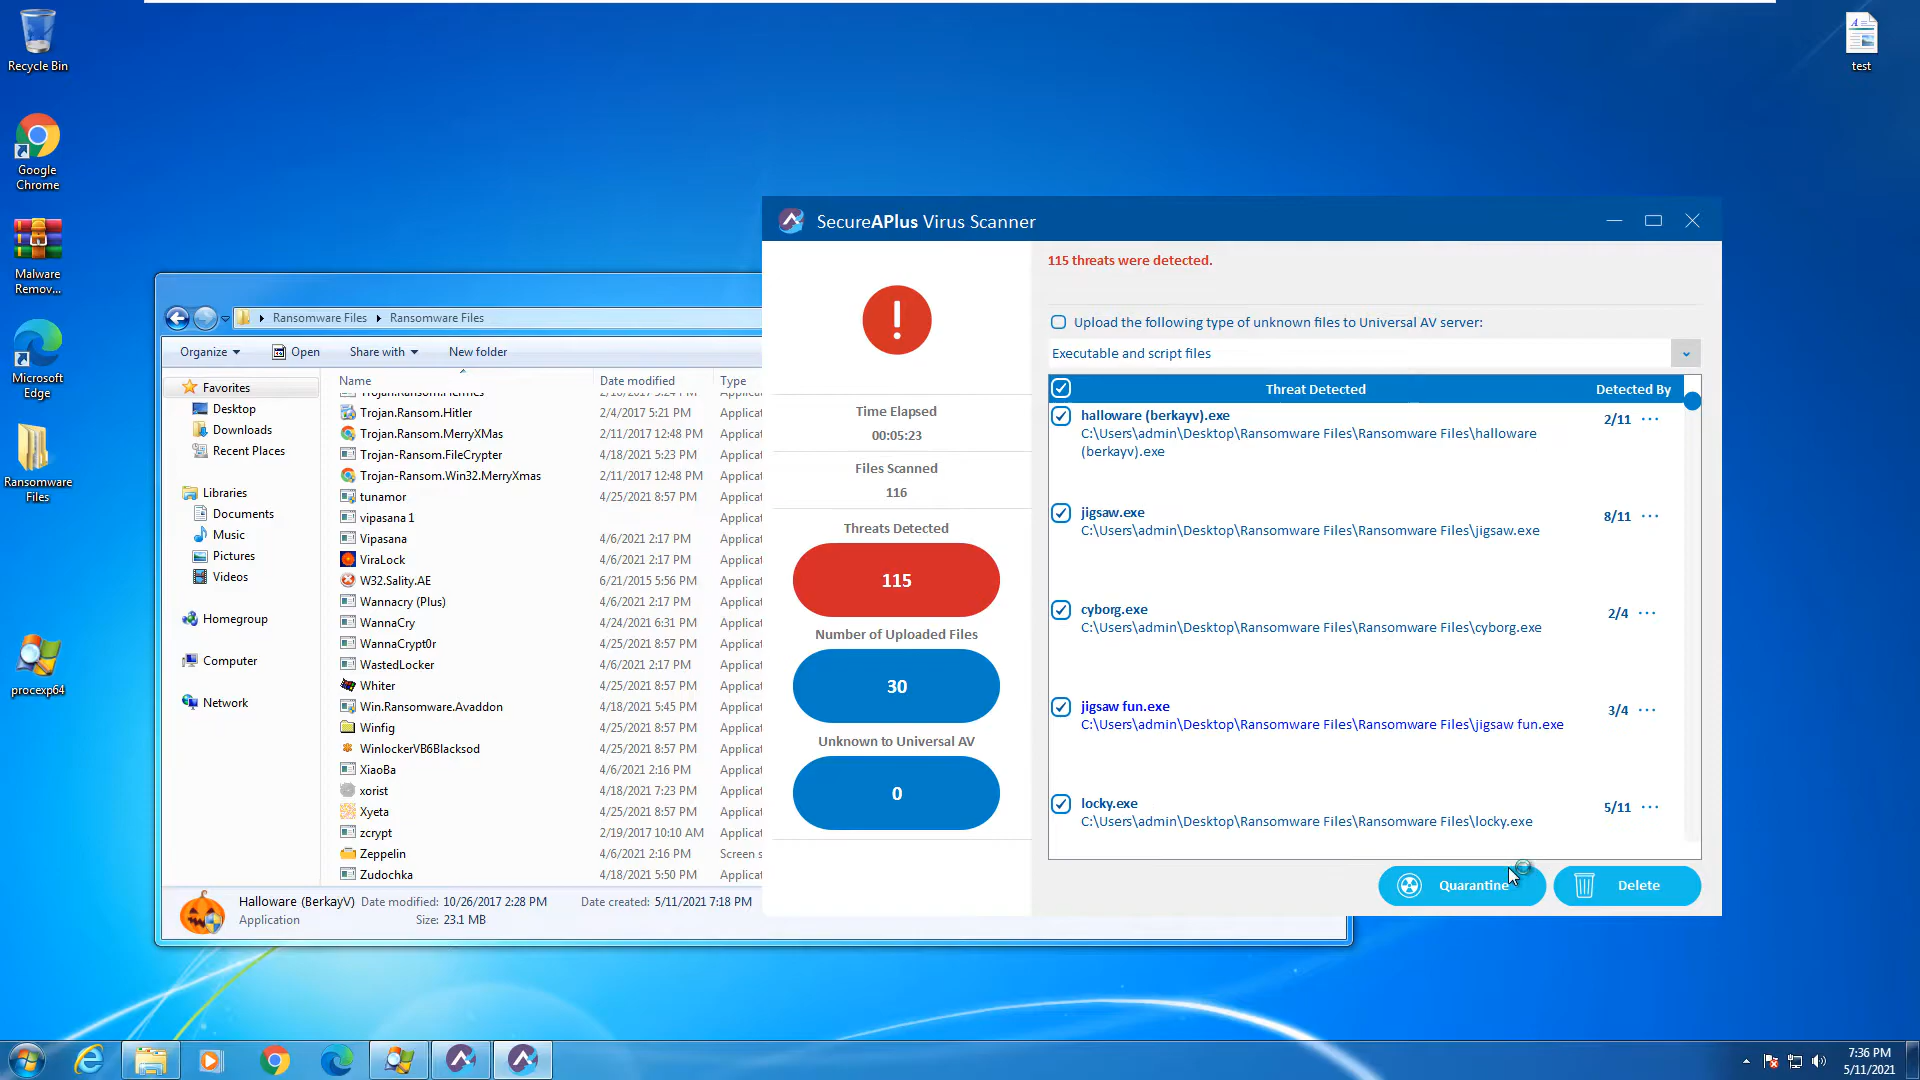 Recycle Bin
Google
Chrome
Malware
Remov...
Microsoft
Edge
Ransomware
Files
procexp64
test
Ransomware Files
Ransomware Files
Organize
Open
Share with
New folder
Favorites
Desktop
Downloads
Recent Places
Libraries
Documents
Music
Pictures
Videos
Homegroup
Computer
Network
Name Date modified Type
Trojan.Ransom.Hermes 2/16/2017 5:23 PM Applicat
Trojan.Ransom.Hitler 2/4/2017 5:21 PM Applicat
Trojan.Ransom.MerryXMas 2/11/2017 12:48 PM Applicat
Trojan-Ransom.FileCrypter 4/18/2021 5:23 PM Applicat
Trojan-Ransom.Win32.MerryXmas 2/11/2017 12:48 PM Applicat
tunamor 4/25/2021 8:57 PM Applicat
vipasana 1 Applicat
Vipasana 4/6/2021 2:17 PM Applicat
ViraLock 4/6/2021 2:17 PM Applicat
W32.Sality.AE 6/21/2015 5:56 PM Applicat
Wannacry (Plus) 4/6/2021 2:17 PM Applicat
WannaCry 4/24/2021 6:31 PM Applicat
WannaCrypt0r 4/25/2021 8:57 PM Applicat
WastedLocker 4/6/2021 2:17 PM Applicat
Whiter 4/25/2021 8:57 PM Applicat
Win.Ransomware.Avaddon 4/18/2021 5:45 PM Applicat
Winfig 4/25/2021 8:57 PM Applicat
WinlockerVB6Blacksod 4/25/2021 8:57 PM Applicat
XiaoBa 4/6/2021 2:16 PM Applicat
xorist 4/18/2021 7:23 PM Applicat
Xyeta 4/25/2021 8:57 PM Applicat
zcrypt 2/19/2017 10:10 AM Applicat
Zeppelin 4/6/2021 2:16 PM Screen s
Zudochka 4/18/2021 5:50 PM Applicat
Halloware (BerkayV) Date modified: 10/26/2017 2:28 PM Date created: 5/11/2021 7:18 PM
Application Size: 23.1 MB
SecureAPlus Virus Scanner
Time Elapsed
00:05:23
Files Scanned
116
Threats Detected
115
Number of Uploaded Files
30
Unknown to Universal AV
0
115 threats were detected.
Upload the following type of unknown files to Universal AV server:
Executable and script files
Threat Detected Detected By
halloware (berkayv).exe 2/11 ...
C:\Users\admin\Desktop\Ransomware Files\Ransomware Files\halloware
(berkayv).exe
jigsaw.exe 8/11 ...
C:\Users\admin\Desktop\Ransomware Files\Ransomware Files\jigsaw.exe
cyborg.exe 2/4 ...
C:\Users\admin\Desktop\Ransomware Files\Ransomware Files\cyborg.exe
jigsaw fun.exe 3/4 ...
C:\Users\admin\Desktop\Ransomware Files\Ransomware Files\jigsaw fun.exe
locky.exe 5/11 ...
C:\Users\admin\Desktop\Ransomware Files\Ransomware Files\locky.exe
Quarantine
Delete
7:36 PM
5/11/2021